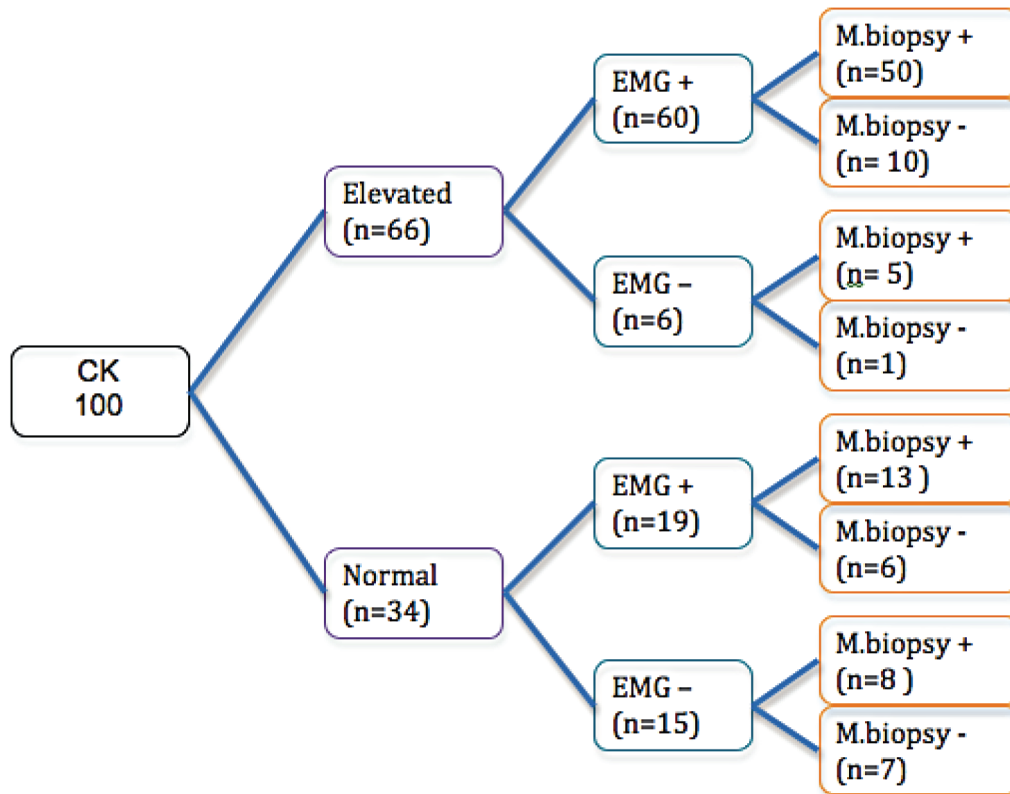 CK
100
Elevated
(n=66)
Normal
(n=34)
EMG +
(n=60)
EMG –
(n=6)
EMG +
(n=19)
EMG –
(n=15)
M.biopsy +
(n=50)
M.biopsy -
(n= 10)
M.biopsy +
(n= 5)
M.biopsy -
(n=1)
M.biopsy +
(n=13 )
M.biopsy -
(n=6)
M.biopsy +
(n=8 )
M.biopsy -
(n=7)